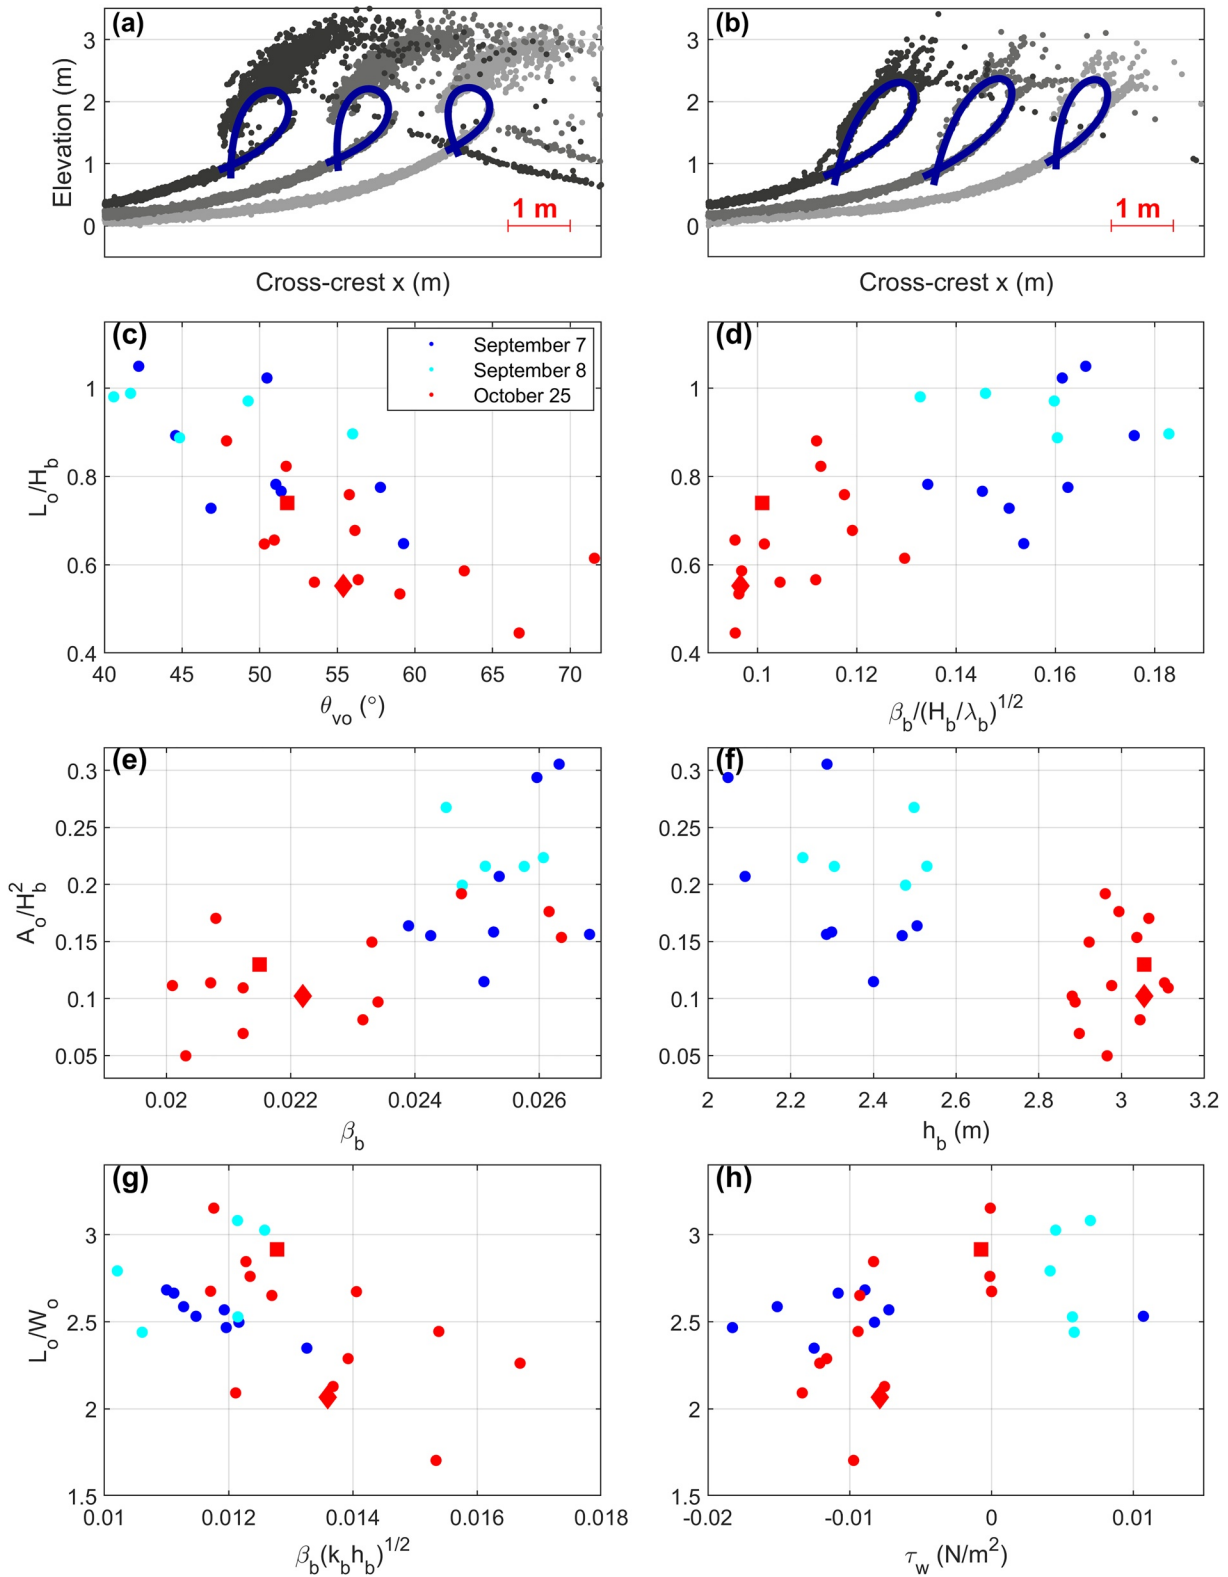 (a)
Elevation (m)
3
2
1
0
1 m
Cross-crest x (m)
(b)
3
2
1
0
1 m
Cross-crest x (m)
(c)
September 7
September 8
October 25
L_o/H_b
1
0.8
0.6
0.4
40 45 50 55 60 65 70
θ_vo (°)
(d)
1
0.8
0.6
0.4
0.1 0.12 0.14 0.16 0.18
β_b/(H_b/λ_b)^1/2
(e)
A_o/H_b^2
0.3
0.25
0.2
0.15
0.1
0.05
0.02 0.022 0.024 0.026
β_b
(f)
0.3
0.25
0.2
0.15
0.1
0.05
2 2.2 2.4 2.6 2.8 3 3.2
h_b (m)
(g)
L_o/W_o
3
2.5
2
1.5
0.01 0.012 0.014 0.016 0.018
β_b(k_bh_b)^1/2
(h)
3
2.5
2
1.5
-0.02 -0.01 0 0.01
τ_w (N/m^2)